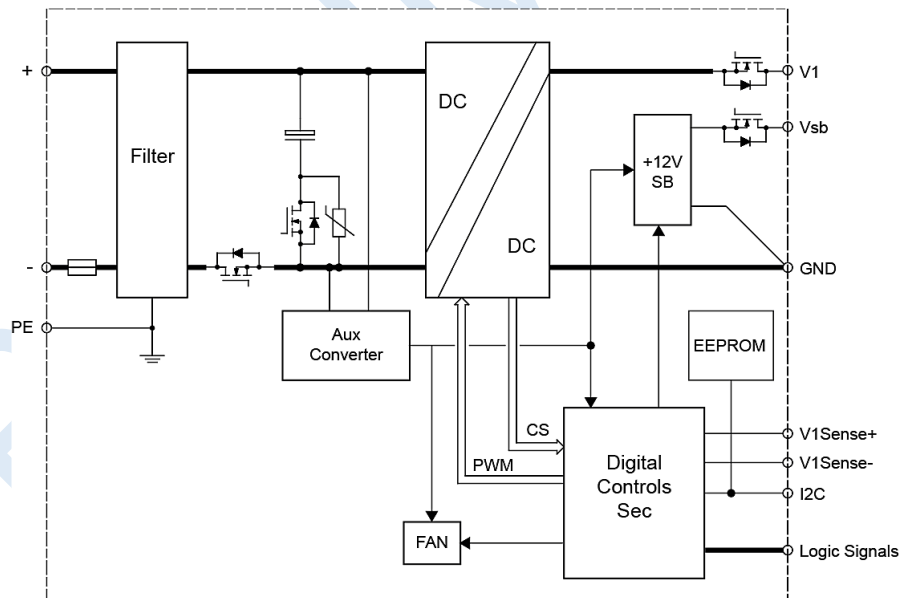 +
V1
DC
Vsb
Filter
+12V
SB
DC
-
GND
PE
Aux
Converter
EEPROM
CS
V1Sense+
PWM
Digital
Controls
Sec
V1Sense-
I2C
FAN
Logic Signals